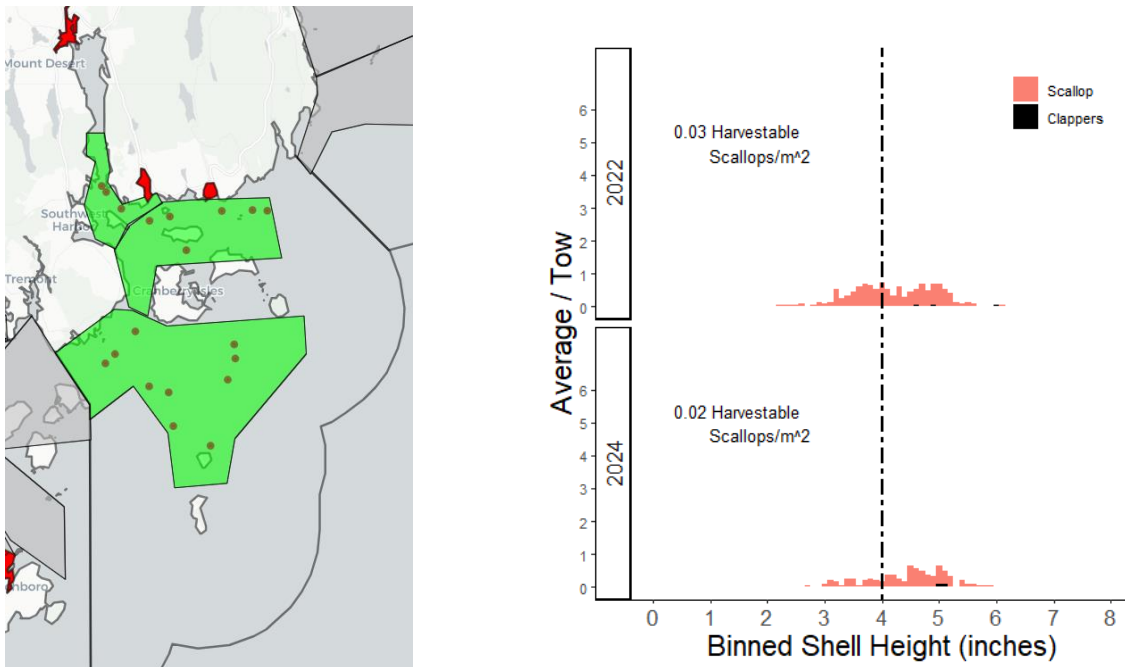 Mount Desert
Southwest
Harbor
Tremont
Cranberry Isles
nboro
Average / Tow
2022
6
5
4
3
2
1
0
0.03 Harvestable
Scallops/m^2
Scallop
Clappers
2024
6
5
4
3
2
1
0
0.02 Harvestable
Scallops/m^2
0 1 2 3 4 5 6 7 8
Binned Shell Height (inches)